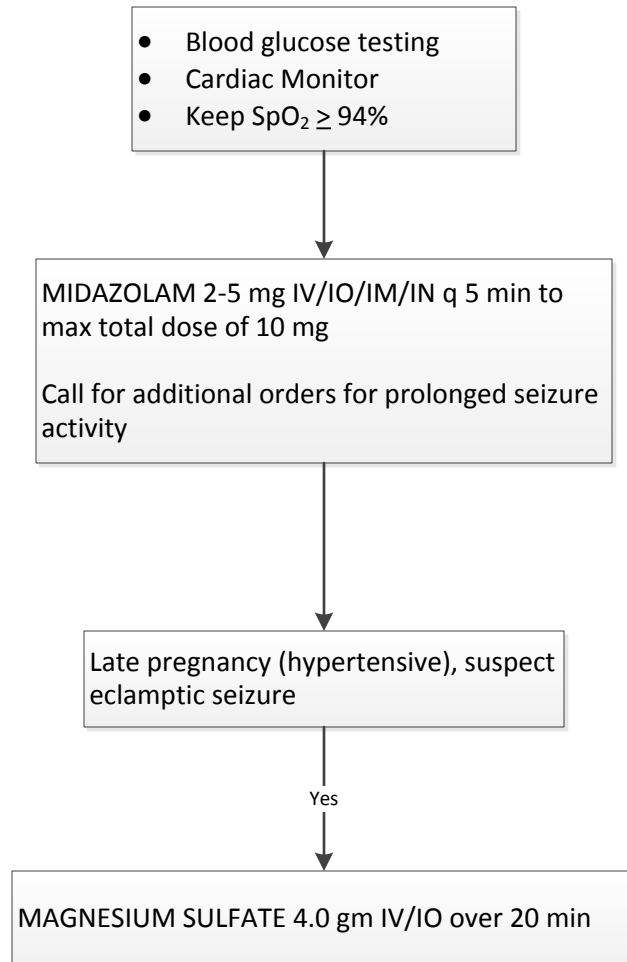 • Blood glucose testing
• Cardiac Monitor
• Keep SpO₂ ≥ 94%
MIDAZOLAM 2-5 mg IV/IO/IM/IN q 5 min to
max total dose of 10 mg
Call for additional orders for prolonged seizure
activity
Late pregnancy (hypertensive), suspect
eclamptic seizure
Yes
MAGNESIUM SULFATE 4.0 gm IV/IO over 20 min